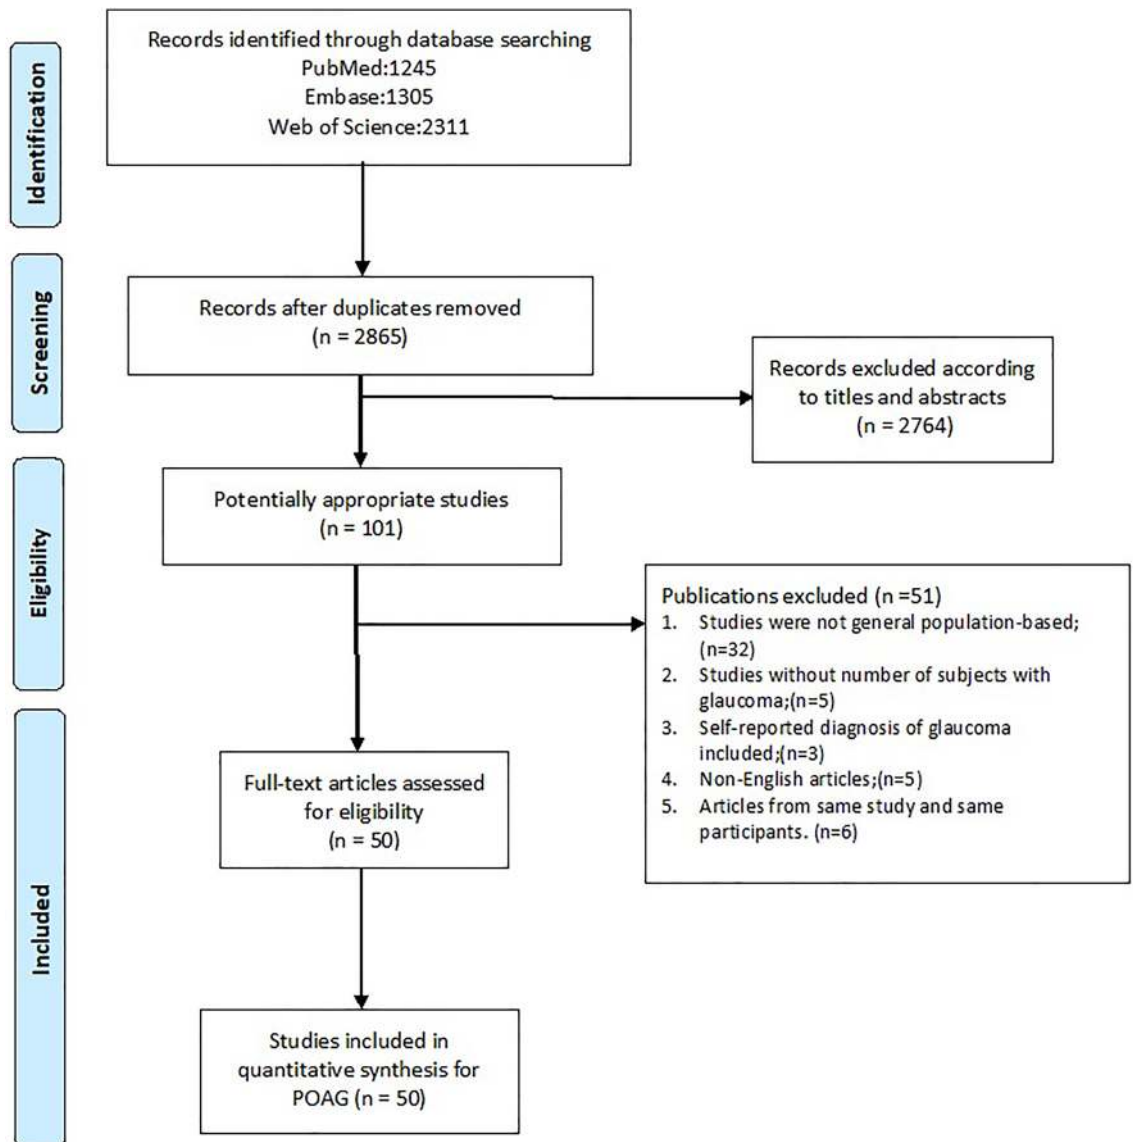 Identification
Records identified through database searching
PubMed:1245
Embase:1305
Web of Science:2311
Screening
Records after duplicates removed
(n = 2865)
Records excluded according
to titles and abstracts
(n = 2764)
Eligibility
Potentially appropriate studies
(n = 101)
Publications excluded (n =51)
1. Studies were not general population-based;
(n=32)
2. Studies without number of subjects with
glaucoma;(n=5)
3. Self-reported diagnosis of glaucoma
included;(n=3)
4. Non-English articles;(n=5)
5. Articles from same study and same
participants. (n=6)
Included
Full-text articles assessed
for eligibility
(n = 50)
Studies included in
quantitative synthesis for
POAG (n = 50)